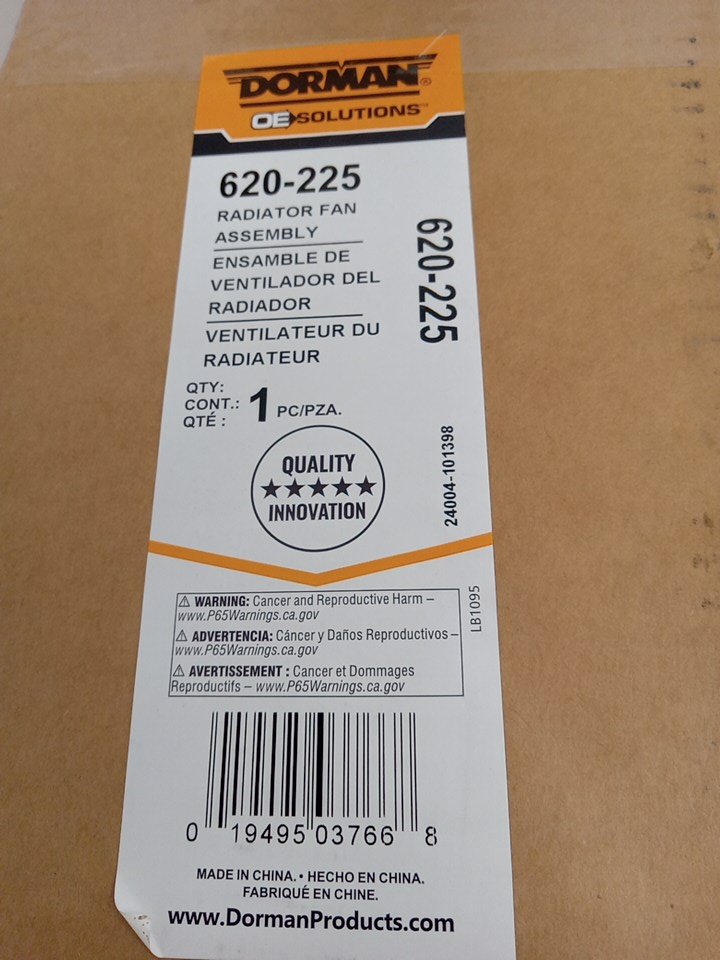 DORMAN®
OE SOLUTIONS™
620-225
RADIATOR FAN
ASSEMBLY
ENSAMBLE DE
VENTILADOR DEL
RADIADOR
VENTILATEUR DU
RADIATEUR
620-225
QTY:
CONT.: 1 PC/PZA.
QTÉ :
QUALITY
★★★★★
INNOVATION
24004-101398
⚠ WARNING: Cancer and Reproductive Harm –
www.P65Warnings.ca.gov
⚠ ADVERTENCIA: Cáncer y Daños Reproductivos –
www.P65Warnings.ca.gov
⚠ AVERTISSEMENT : Cancer et Dommages
Reproductifs – www.P65Warnings.ca.gov
LB1095
0 19495 03766 8
MADE IN CHINA. • HECHO EN CHINA.
FABRIQUÉ EN CHINE.
www.DormanProducts.com